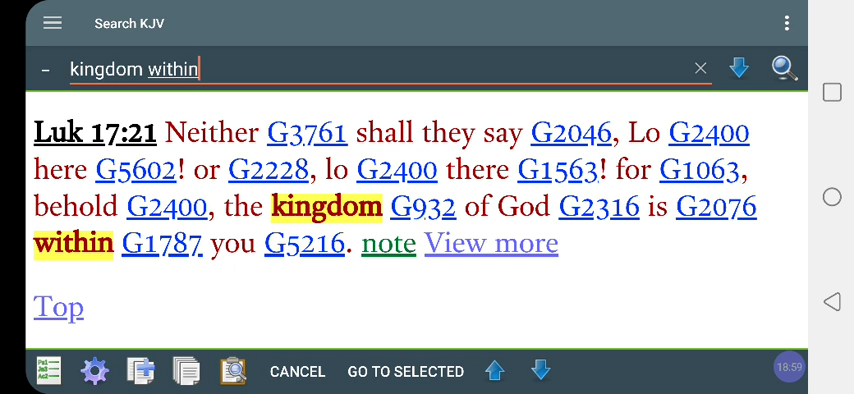 Search KJV
- kingdom within
Luk 17:21 Neither G3761 shall they say G2046, Lo G2400
here G5602! or G2228, lo G2400 there G1563! for G1063,
behold G2400, the kingdom G932 of God G2316 is G2076
within G1787 you G5216. note View more
Top
CANCEL GO TO SELECTED
18:59